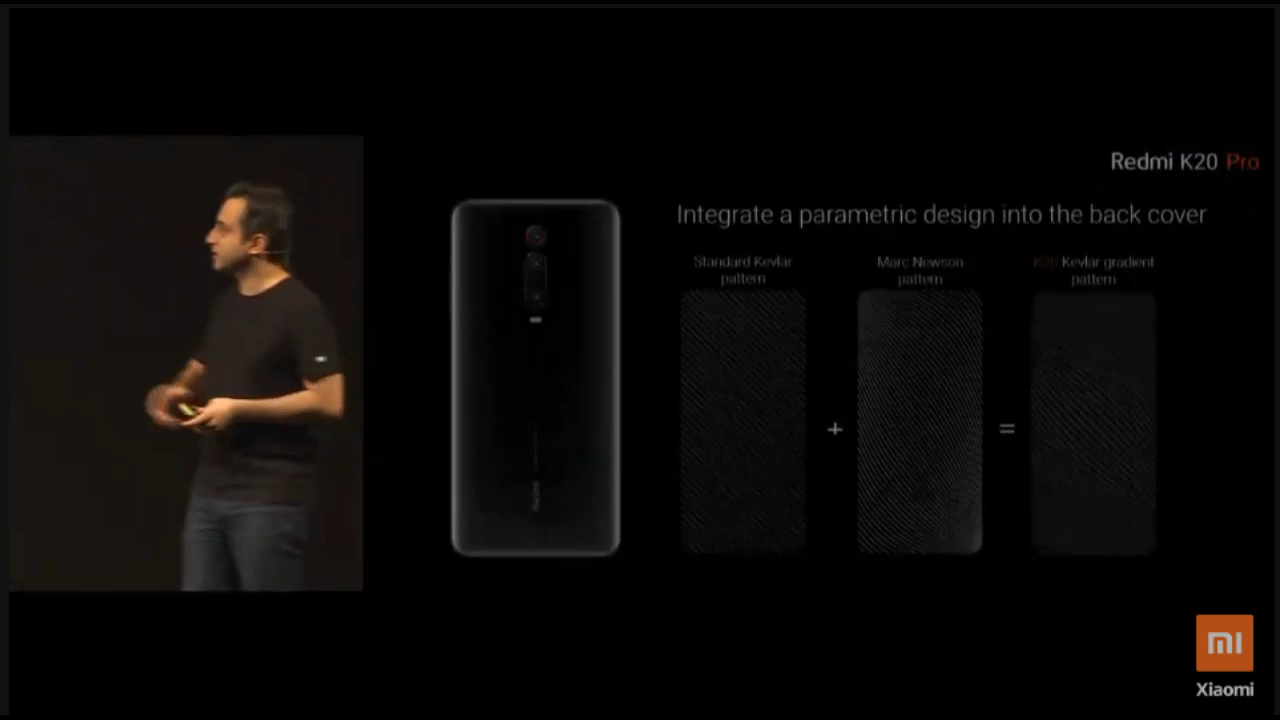 Redmi K20 Pro
Integrate a parametric design into the back cover
Standard Kevlar
pattern
Marc Newson
pattern
K20 Kevlar gradient
pattern
+
=
Redmi
mi
Xiaomi